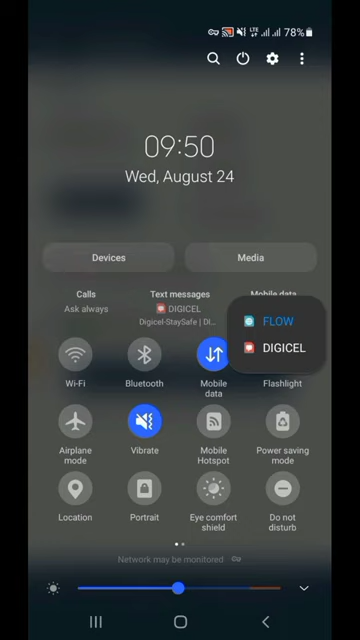 LTE 78%
09:50
Wed, August 24
Devices
Media
Calls
Ask always
Text messages
DIGICEL
Digicel-StaySafe | DI...
Mobile data
FLOW
DIGICEL
Wi-Fi
Bluetooth
Mobile
data
Flashlight
Airplane
mode
Vibrate
Mobile
Hotspot
Power saving
mode
Location
Portrait
Eye comfort
shield
Do not
disturb
Network may be monitored